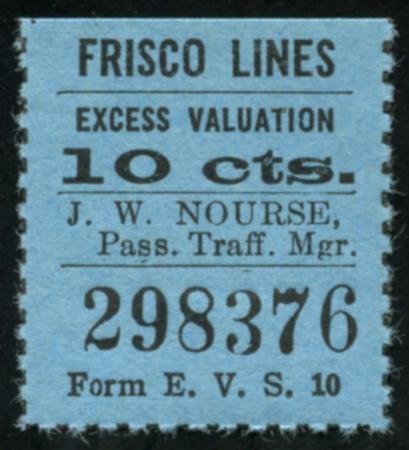 FRISCO LINES
EXCESS VALUATION
10 cts.
J. W. NOURSE,
Pass. Traff. Mgr.
298376
Form E. V. S. 10